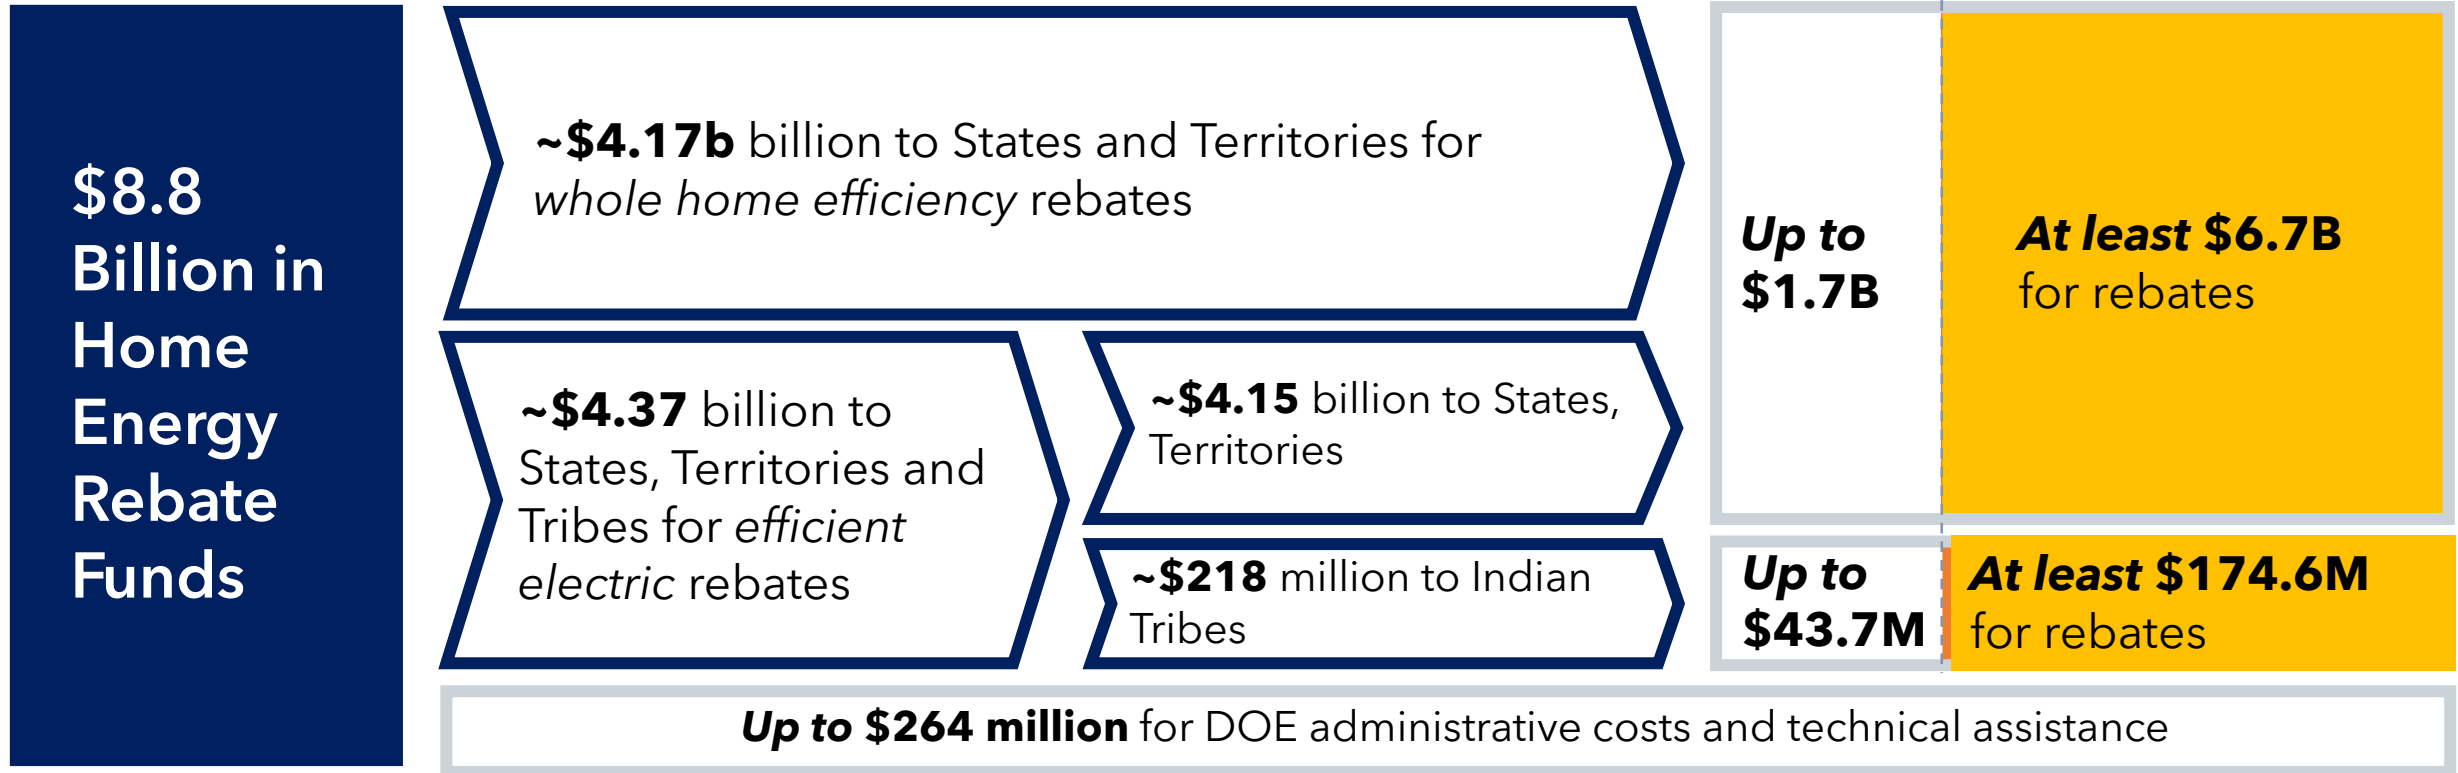 $8.8
Billion in
Home
Energy
Rebate
Funds
~$4.17b billion to States and Territories for
whole home efficiency rebates
~$4.37 billion to
States, Territories and
Tribes for efficient
electric rebates
~$4.15 billion to States,
Territories
~$218 million to Indian
Tribes
Up to
$1.7B
At least $6.7B
for rebates
Up to
$43.7M
At least $174.6M
for rebates
Up to $264 million for DOE administrative costs and technical assistance